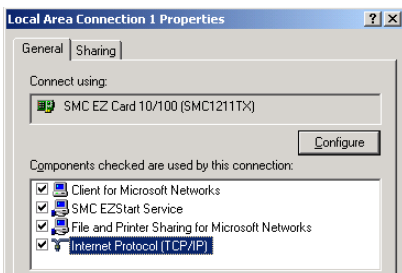 Local Area Connection 1 Properties
General Sharing
Connect using:
SMC EZ Card 10/100 (SMC1211TX)
Configure
Components checked are used by this connection:
Client for Microsoft Networks
SMC EZStart Service
File and Printer Sharing for Microsoft Networks
Internet Protocol (TCP/IP)